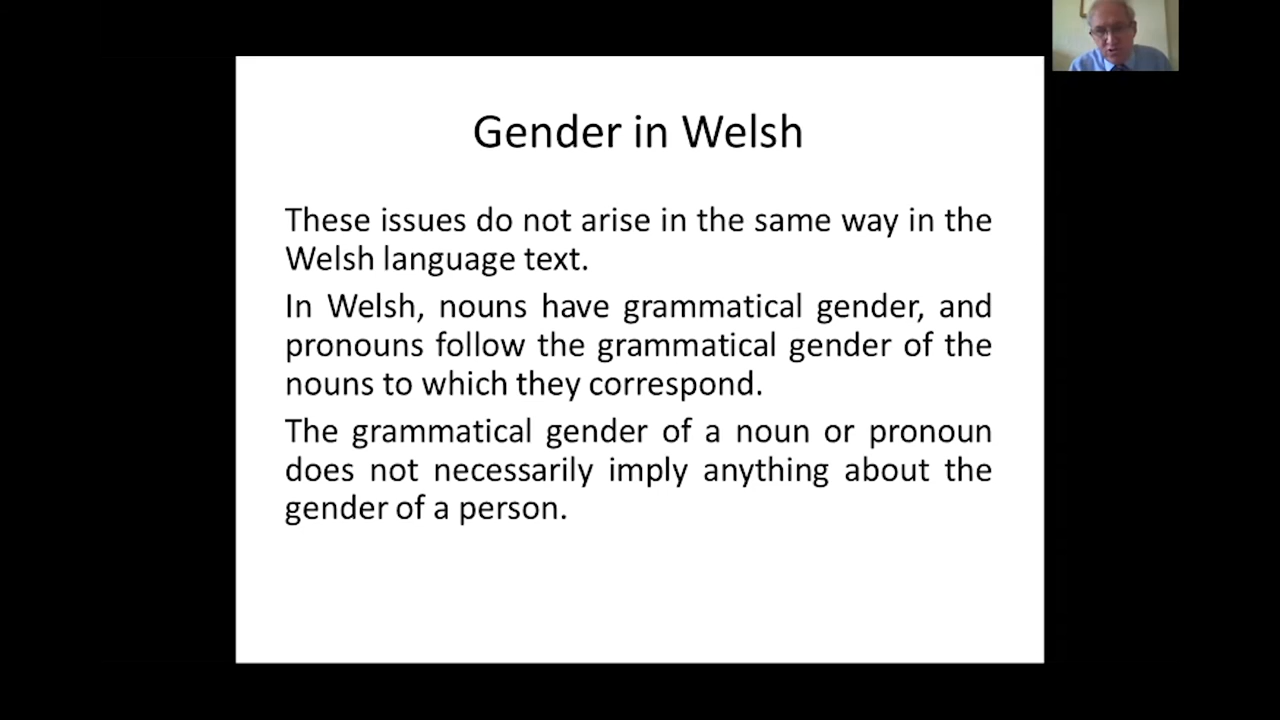 Gender in Welsh
These issues do not arise in the same way in the
Welsh language text.
In Welsh, nouns have grammatical gender, and
pronouns follow the grammatical gender of the
nouns to which they correspond.
The grammatical gender of a noun or pronoun
does not necessarily imply anything about the
gender of a person.